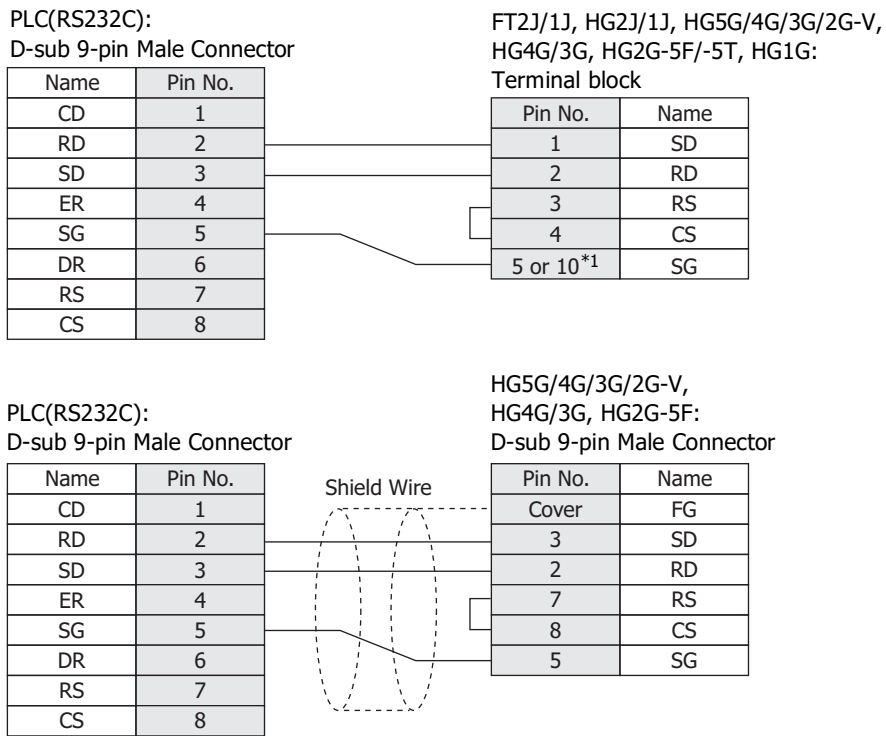 PLC(RS232C):
D-sub 9-pin Male Connector
Name Pin No.
CD 1
RD 2
SD 3
ER 4
SG 5
DR 6
RS 7
CS 8
FT2J/1J, HG2J/1J, HG5G/4G/3G/2G-V,
HG4G/3G, HG2G-5F/-5T, HG1G:
Terminal block
Pin No. Name
1 SD
2 RD
3 RS
4 CS
5 or 10*1 SG
PLC(RS232C):
D-sub 9-pin Male Connector
Name Pin No.
CD 1
RD 2
SD 3
ER 4
SG 5
DR 6
RS 7
CS 8
Shield Wire
HG5G/4G/3G/2G-V,
HG4G/3G, HG2G-5F:
D-sub 9-pin Male Connector
Pin No. Name
Cover FG
3 SD
2 RD
7 RS
8 CS
5 SG